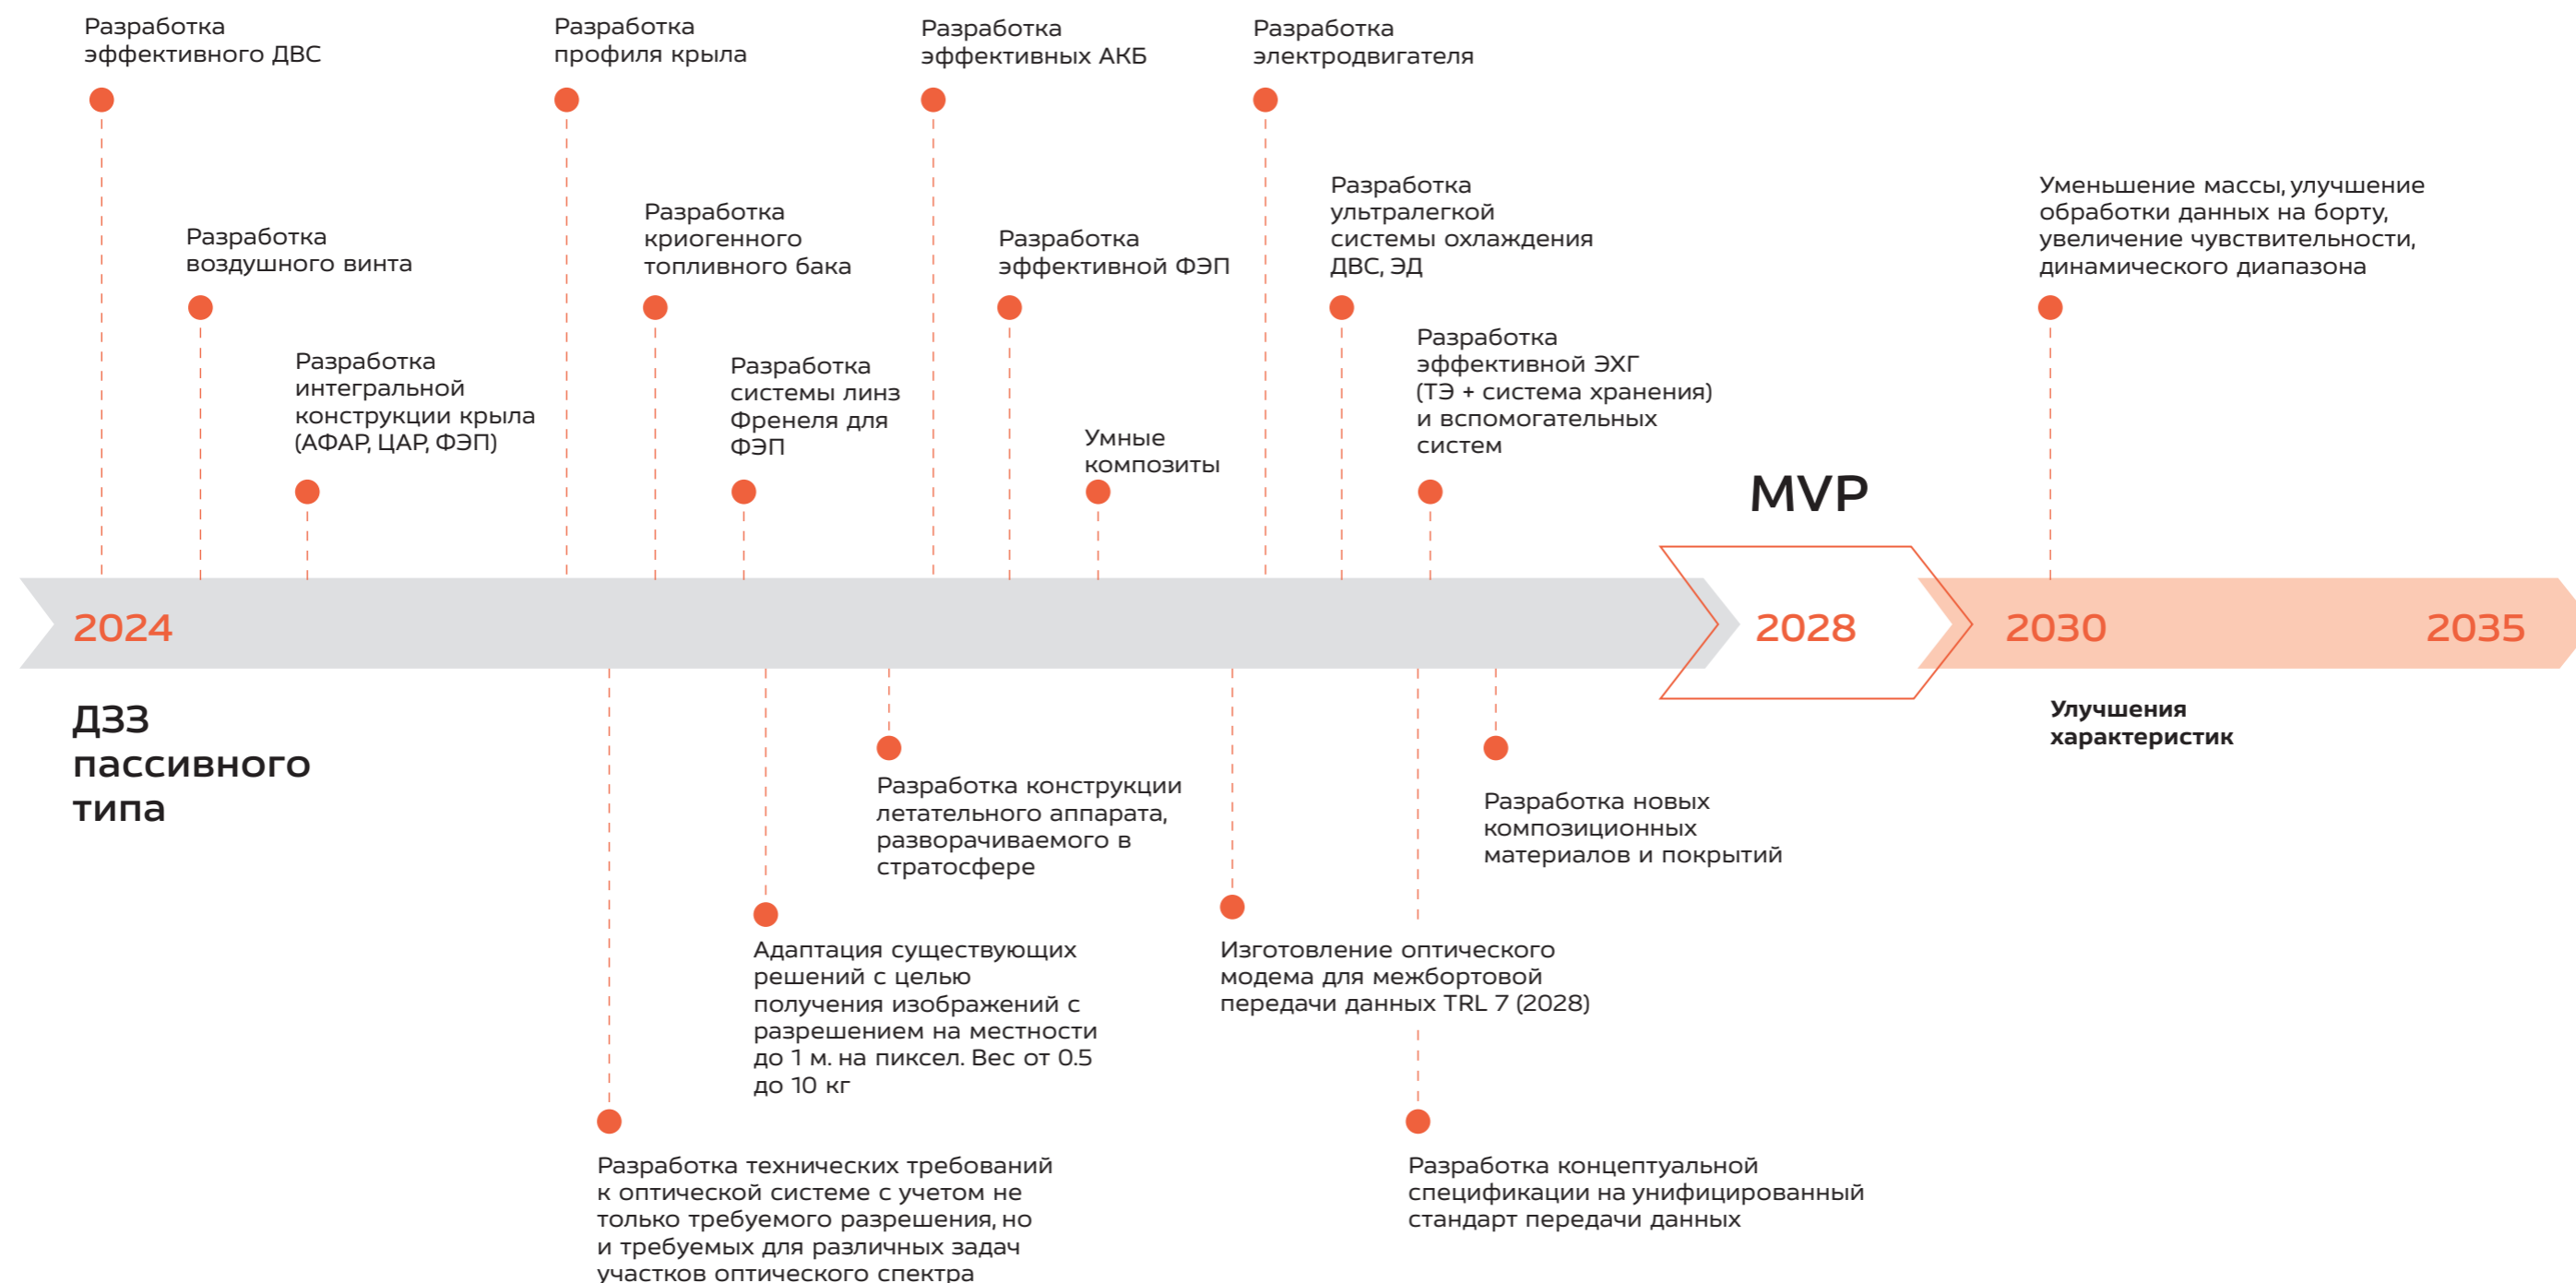 Разработка
эффективного ДВС
Разработка
профиля крыла
Разработка
эффективных АКБ
Разработка
электродвигателя
Разработка
воздушного винта
Разработка
криогенного
топливного бака
Разработка
эффективной ФЭП
Разработка
ультралегкой
системы охлаждения
ДВС, ЭД
Уменьшение массы, улучшение
обработки данных на борту,
увеличение чувствительности,
динамического диапазона
Разработка
интегральной
конструкции крыла
(АФАР, ЦАР, ФЭП)
Разработка
системы линз
Френеля для
ФЭП
Умные
композиты
Разработка
эффективной ЭХГ
(ТЭ + система хранения)
и вспомогательных
систем
MVP
2024
2028
2030
2035
ДЗЗ
пассивного
типа
Улучшения
характеристик
Разработка конструкции
летательного аппарата,
разворачиваемого в
стратосфере
Разработка новых
композиционных
материалов и покрытий
Адаптация существующих
решений с целью
получения изображений с
разрешением на местности
до 1 м. на пиксел. Вес от 0.5
до 10 кг
Изготовление оптического
модема для межбортовой
передачи данных TRL 7 (2028)
Разработка технических требований
к оптической системе с учетом не
только требуемого разрешения, но
и требуемых для различных задач
участков оптического спектра
Разработка концептуальной
спецификации на унифицированный
стандарт передачи данных